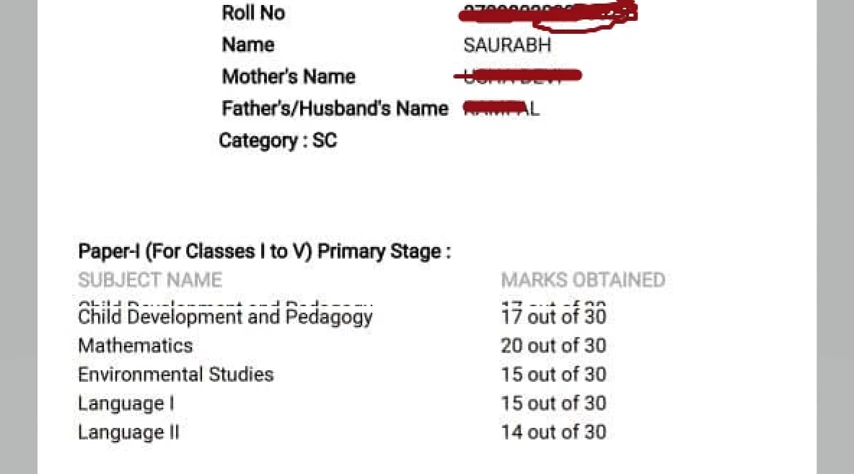 Roll No
Name SAURABH
Mother's Name
Father's/Husband's Name
Category : SC
Paper-I (For Classes I to V) Primary Stage :
SUBJECT NAME MARKS OBTAINED
Child Development and Pedagogy 17 out of 30
Mathematics 20 out of 30
Environmental Studies 15 out of 30
Language I 15 out of 30
Language II 14 out of 30